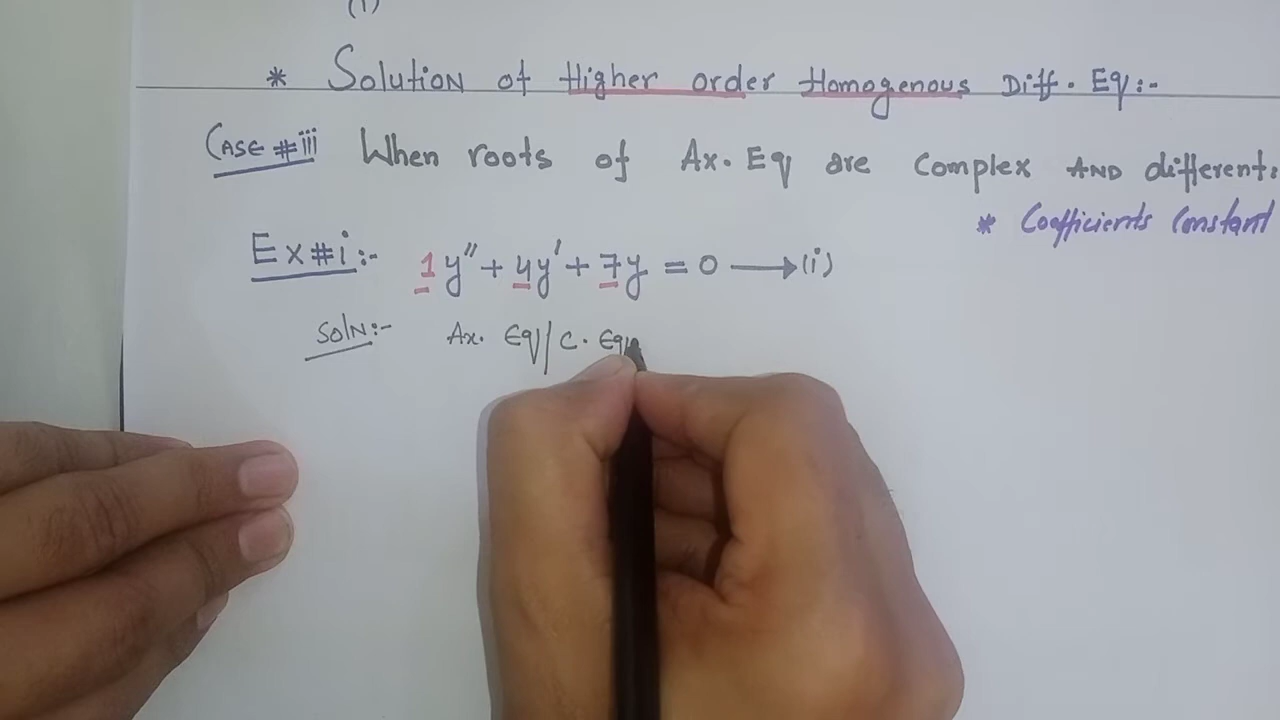 (i)
* Solution of Higher order Homogenous Diff. Eq:-
Case #iii When roots of Ax. Eq are Complex AND different.
* Coefficients Constant
Ex#i:- 1y" + 4y' + 7y = 0 ⟶ (i)
Soln:- Ax. Eq/ C. Eq